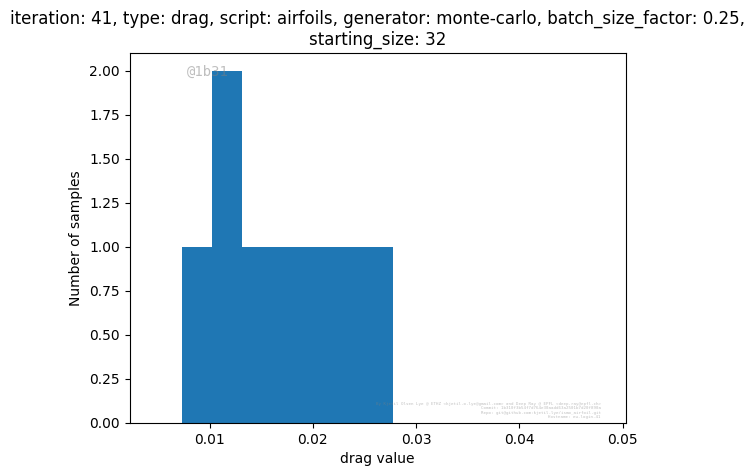 iteration: 41, type: drag, script: airfoils, generator: monte-carlo, batch_size_factor: 0.25,
starting_size: 32
@1b31
2.00
1.75
1.50
1.25
1.00
0.75
0.50
0.25
0.00
Number of samples
0.01
0.02
0.03
0.04
0.05
drag value